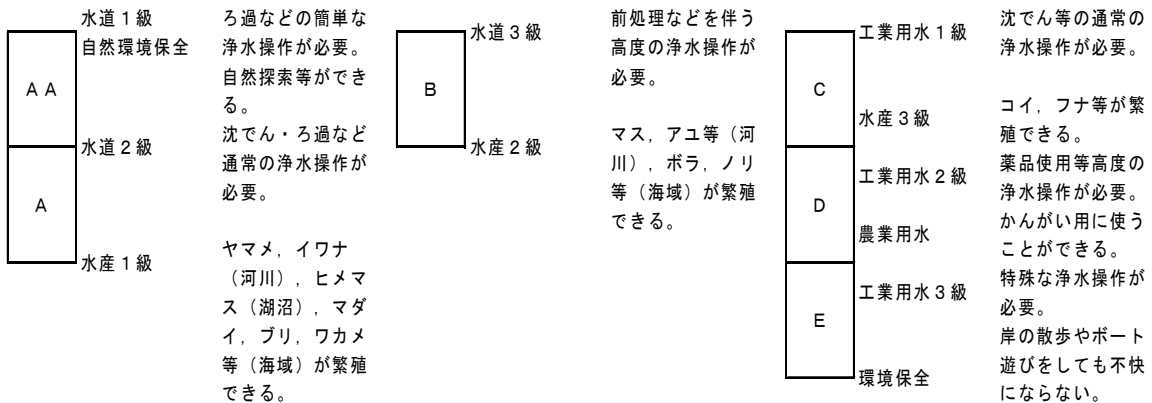 水道1級
自然環境保全
ろ過などの簡単な
浄水操作が必要。
自然探索等ができ
る。
AA
水道2級
沈でん・ろ過など
通常の浄水操作が
必要。
A
水産1級
ヤマメ，イワナ
（河川），ヒメマ
ス（湖沼），マダ
イ，ブリ，ワカメ
等（海域）が繁殖
できる。
水道3級
前処理などを伴う
高度の浄水操作が
必要。
B
水産2級
マス，アユ等（河
川），ボラ，ノリ
等（海域）が繁殖
できる。
工業用水1級
沈でん等の通常の
浄水操作が必要。
C
水産3級
コイ，フナ等が繁
殖できる。
工業用水2級
薬品使用等高度の
浄水操作が必要。
D
農業用水
かんがい用に使う
ことができる。
工業用水3級
特殊な浄水操作が
必要。
E
環境保全
岸の散歩やボート
遊びをしても不快
にならない。